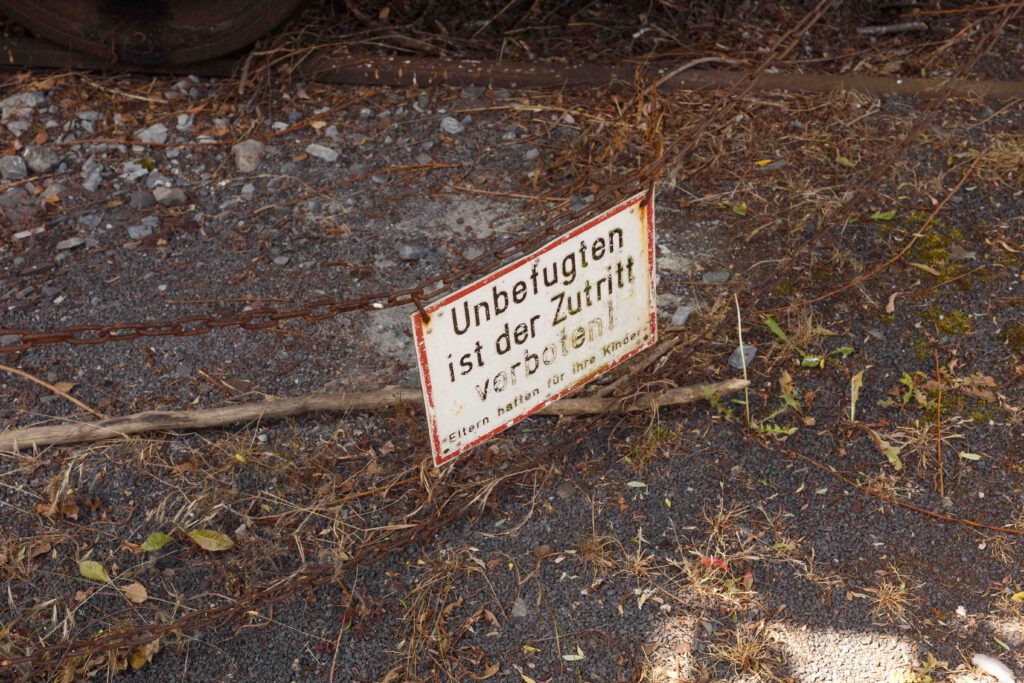 Unbefugten
ist der Zutritt
verboten!
Eltern haften für ihre Kinder